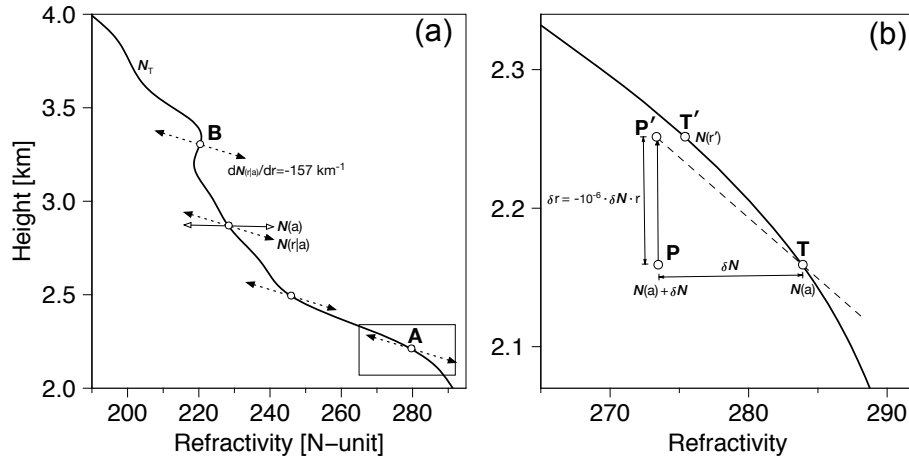 (a)
4.0
3.5
3.0
2.5
2.0
Height [km]
N_T
B
dN(r|a)/dr=-157 km-1
N(a)
N(r|a)
A
200 220 240 260 280
Refractivity [N−unit]
(b)
2.3
2.2
2.1
P′ T′
N(r′)
δr = -10-6 · δN · r
P T
δN
N(a) + δN N(a)
270 280 290
Refractivity